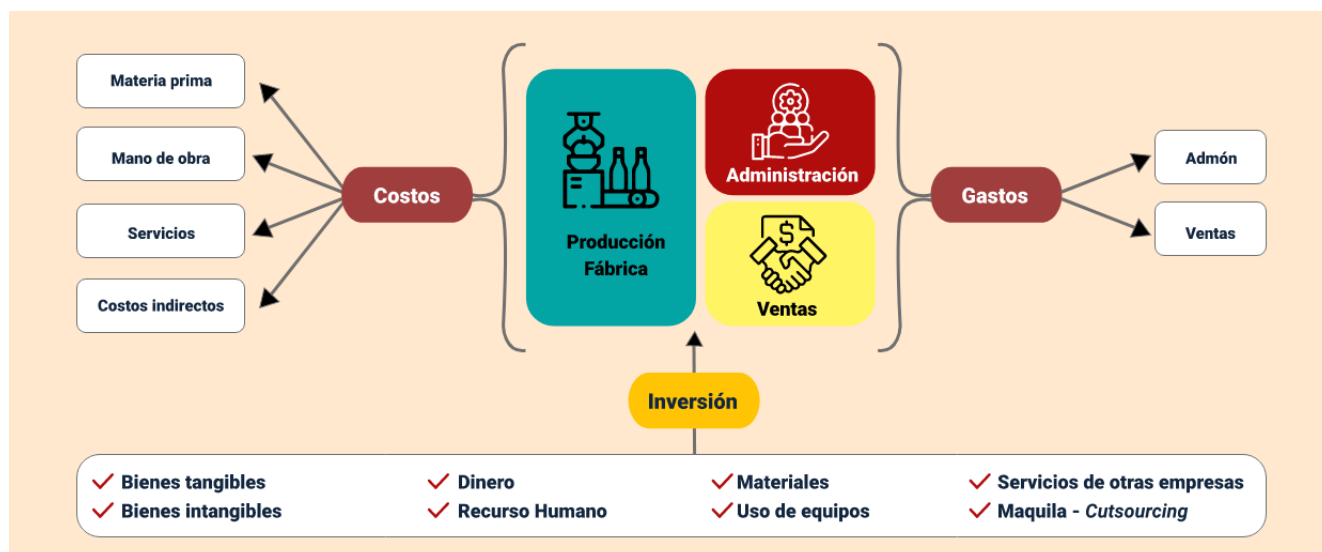 Materia prima
Mano de obra
Servicios
Costos indirectos
Costos
Producción
Fábrica
$
Administración
Ventas
Gastos
Admón
Ventas
Inversión
Bienes tangibles
Bienes intangibles
Dinero
Recurso Humano
Materiales
Uso de equipos
Servicios de otras empresas
Maquila - Cutsourcing